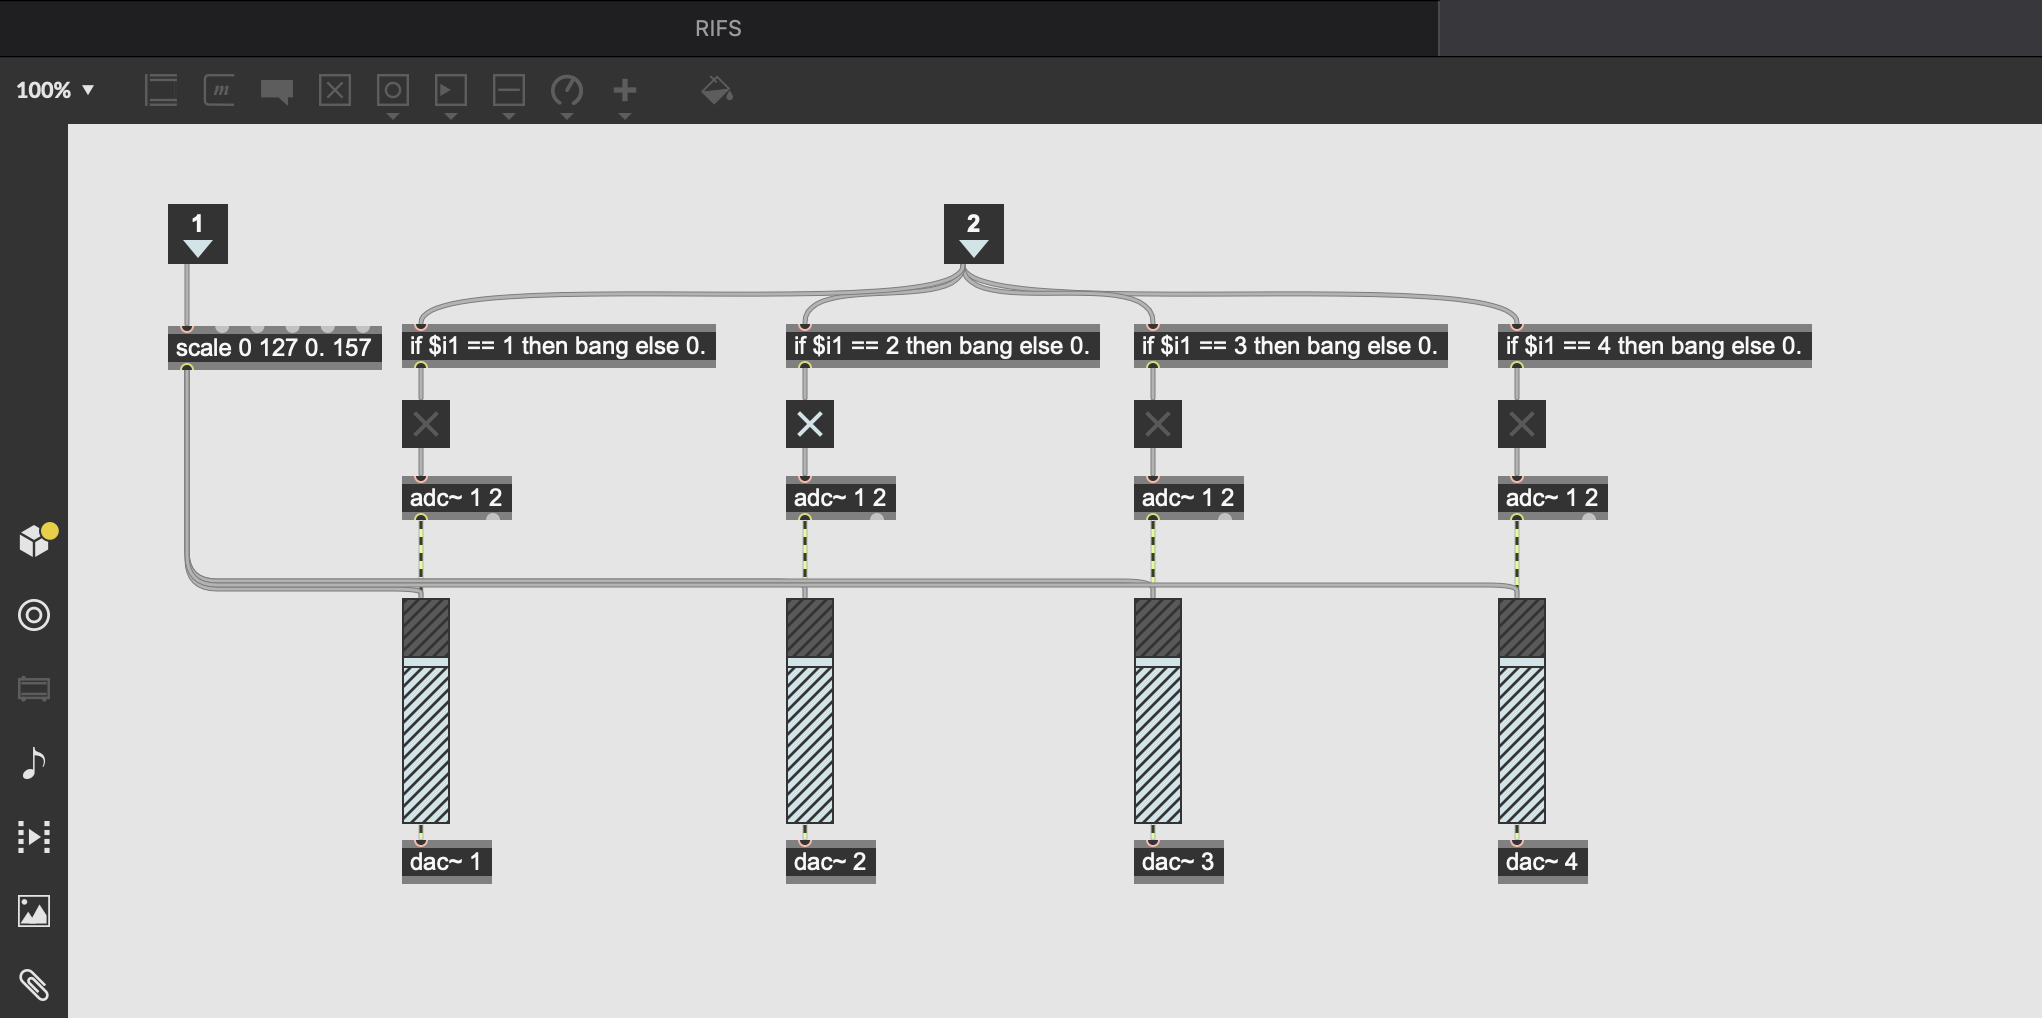 RIFS
100%
m
1
2
scale 0 127 0. 157
if $i1 == 1 then bang else 0.
if $i1 == 2 then bang else 0.
if $i1 == 3 then bang else 0.
if $i1 == 4 then bang else 0.
adc~ 1 2
adc~ 1 2
adc~ 1 2
adc~ 1 2
dac~ 1
dac~ 2
dac~ 3
dac~ 4